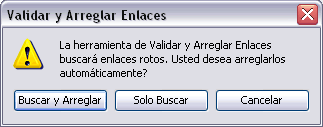 Validar y Arreglar Enlaces
La herramienta de Validar y Arreglar Enlaces
buscará enlaces rotos. Usted desea arreglarlos
automáticamente?
Buscar y Arreglar
Solo Buscar
Cancelar